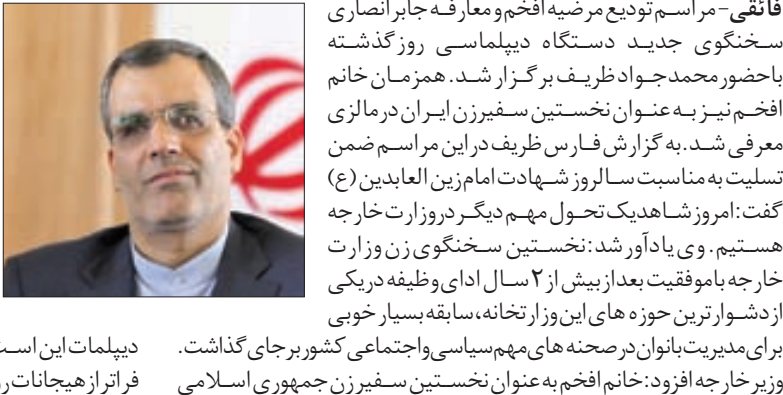 فائقی- مراسم تودیع مرضیه افخم و معارفه جابر انصاری
سخنگوی جدید دستگاه دیپلماسی روز گذشته
باحضور محمدجواد ظریف برگزار شد. همزمان خانم
افخم نیز به عنوان نخستین سفیر زن ایران در مالزی
معرفی شد. به گزارش فارس ظریف در این مراسم ضمن
تسلیت به مناسبت سالروز شهادت امام زین العابدین (ع)
گفت: امروز شاهد یک تحول مهم دیگر در وزارت خارجه
هستیم. وی یادآور شد: نخستین سخنگوی زن وزارت
خارجه باموفقیت بعد از بیش از ۲ سال ادای وظیفه در یکی
از دشوارترین حوزه های این وزارتخانه، سابقه بسیار خوبی
برای مدیریت بانوان در صحنه های مهم سیاسی و اجتماعی کشور برجای گذاشت.
وزیر خارجه افزود: خانم افخم به عنوان نخستین سفیر زن جمهوری اسلامی
دیپلمات این است
فراتر از هیجانات